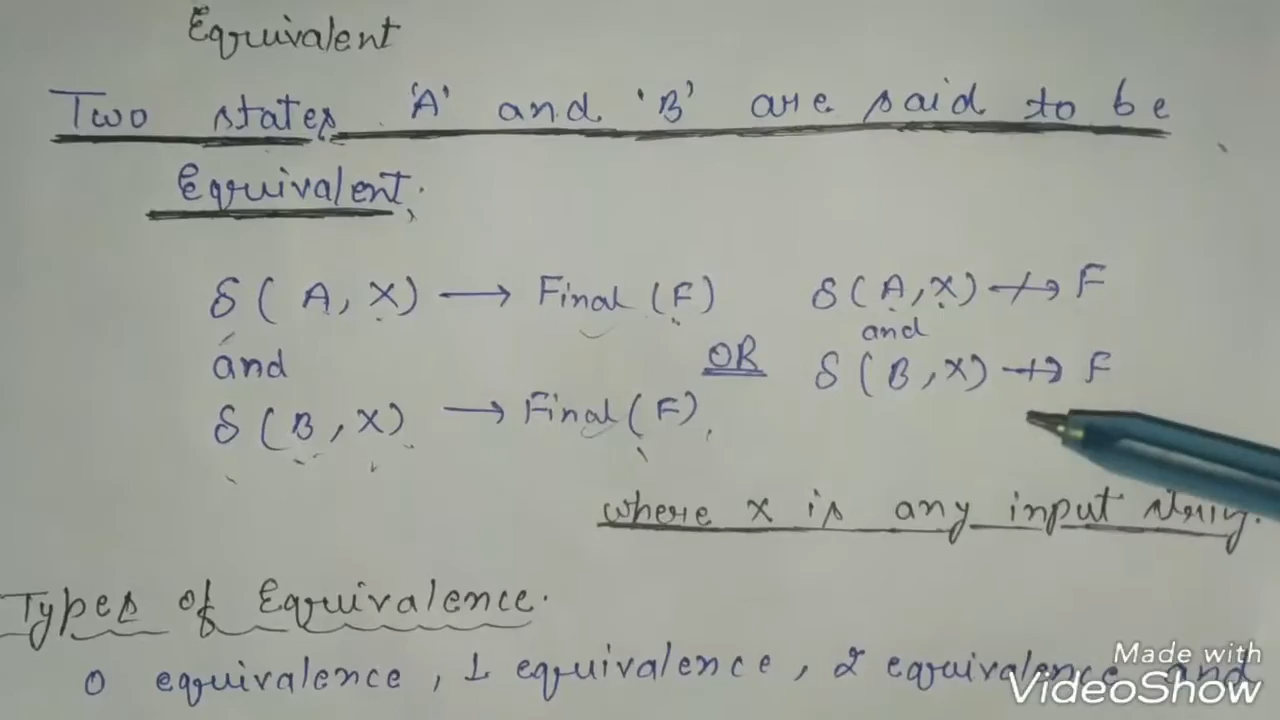 Equivalent
Two states 'A' and 'B' are said to be
Equivalent.
δ ( A, X ) → Final (F)
and
δ ( B, X ) → Final (F)
OR
δ ( A, X ) ↛ F
and
δ ( B, X ) ↛ F
where x is any input string.
Types of Equivalence.
0 equivalence, 1 equivalence, 2 equivalence and
Made with
VideoShow